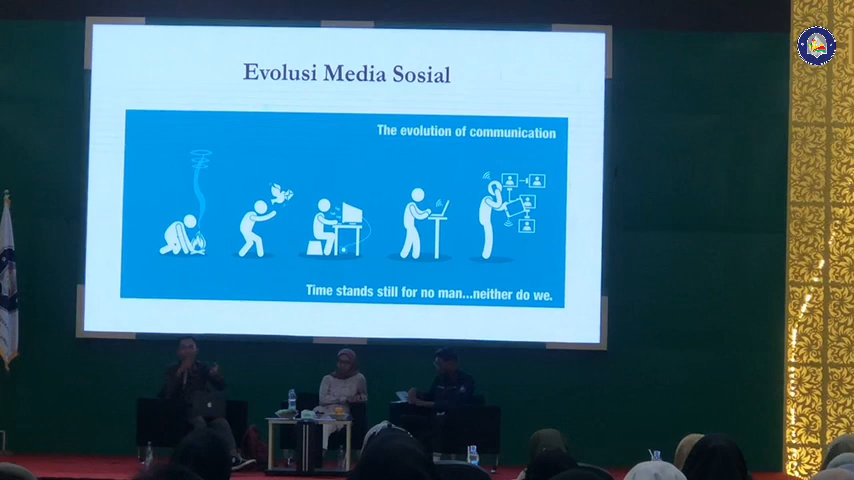 Evolusi Media Sosial
The evolution of communication
Time stands still for no man...neither do we.